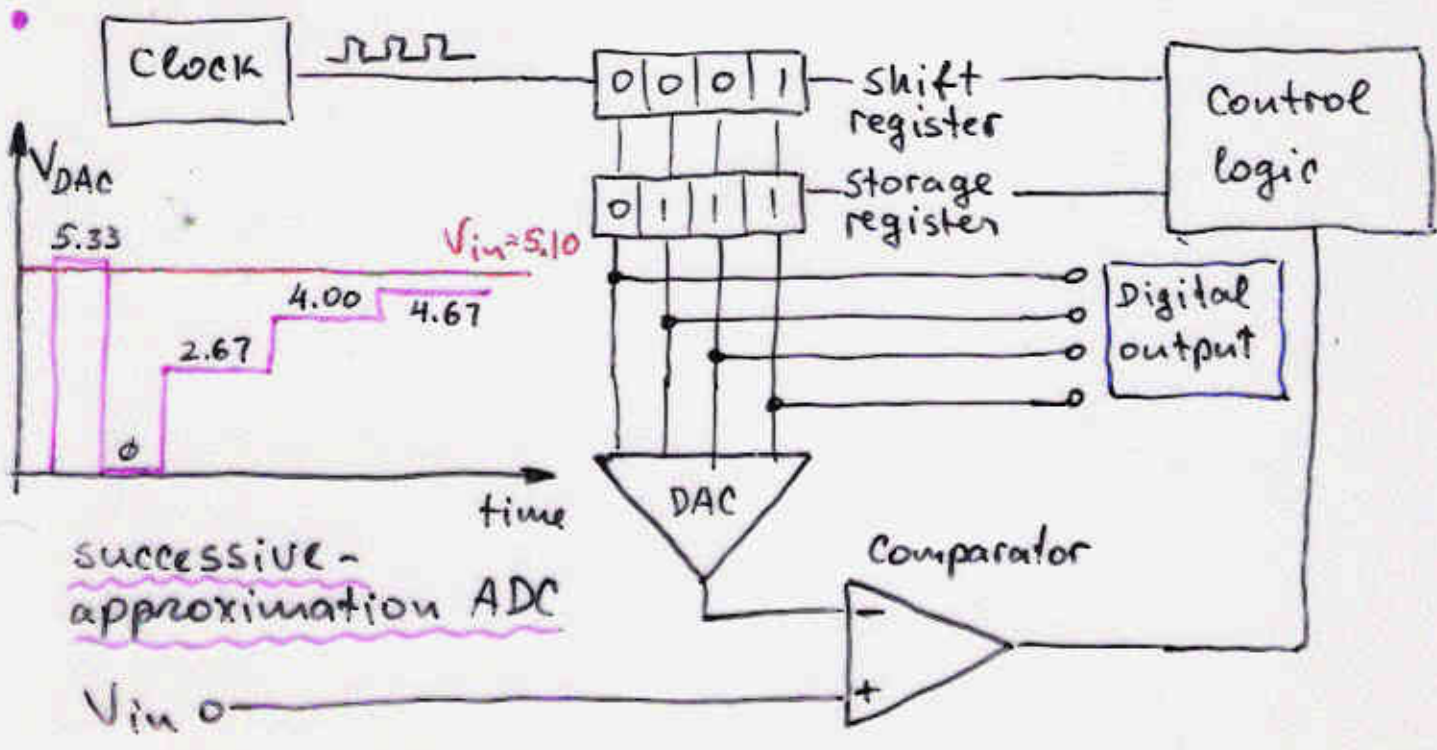 Clock
0 0 0 1
shift
register
Control
logic
0 1 1 1
storage
register
VDAC
5.33
Vin=5.10
4.00
4.67
2.67
ϕ
time
Digital
output
DAC
successive-
approximation ADC
Comparator
−
+
Vin